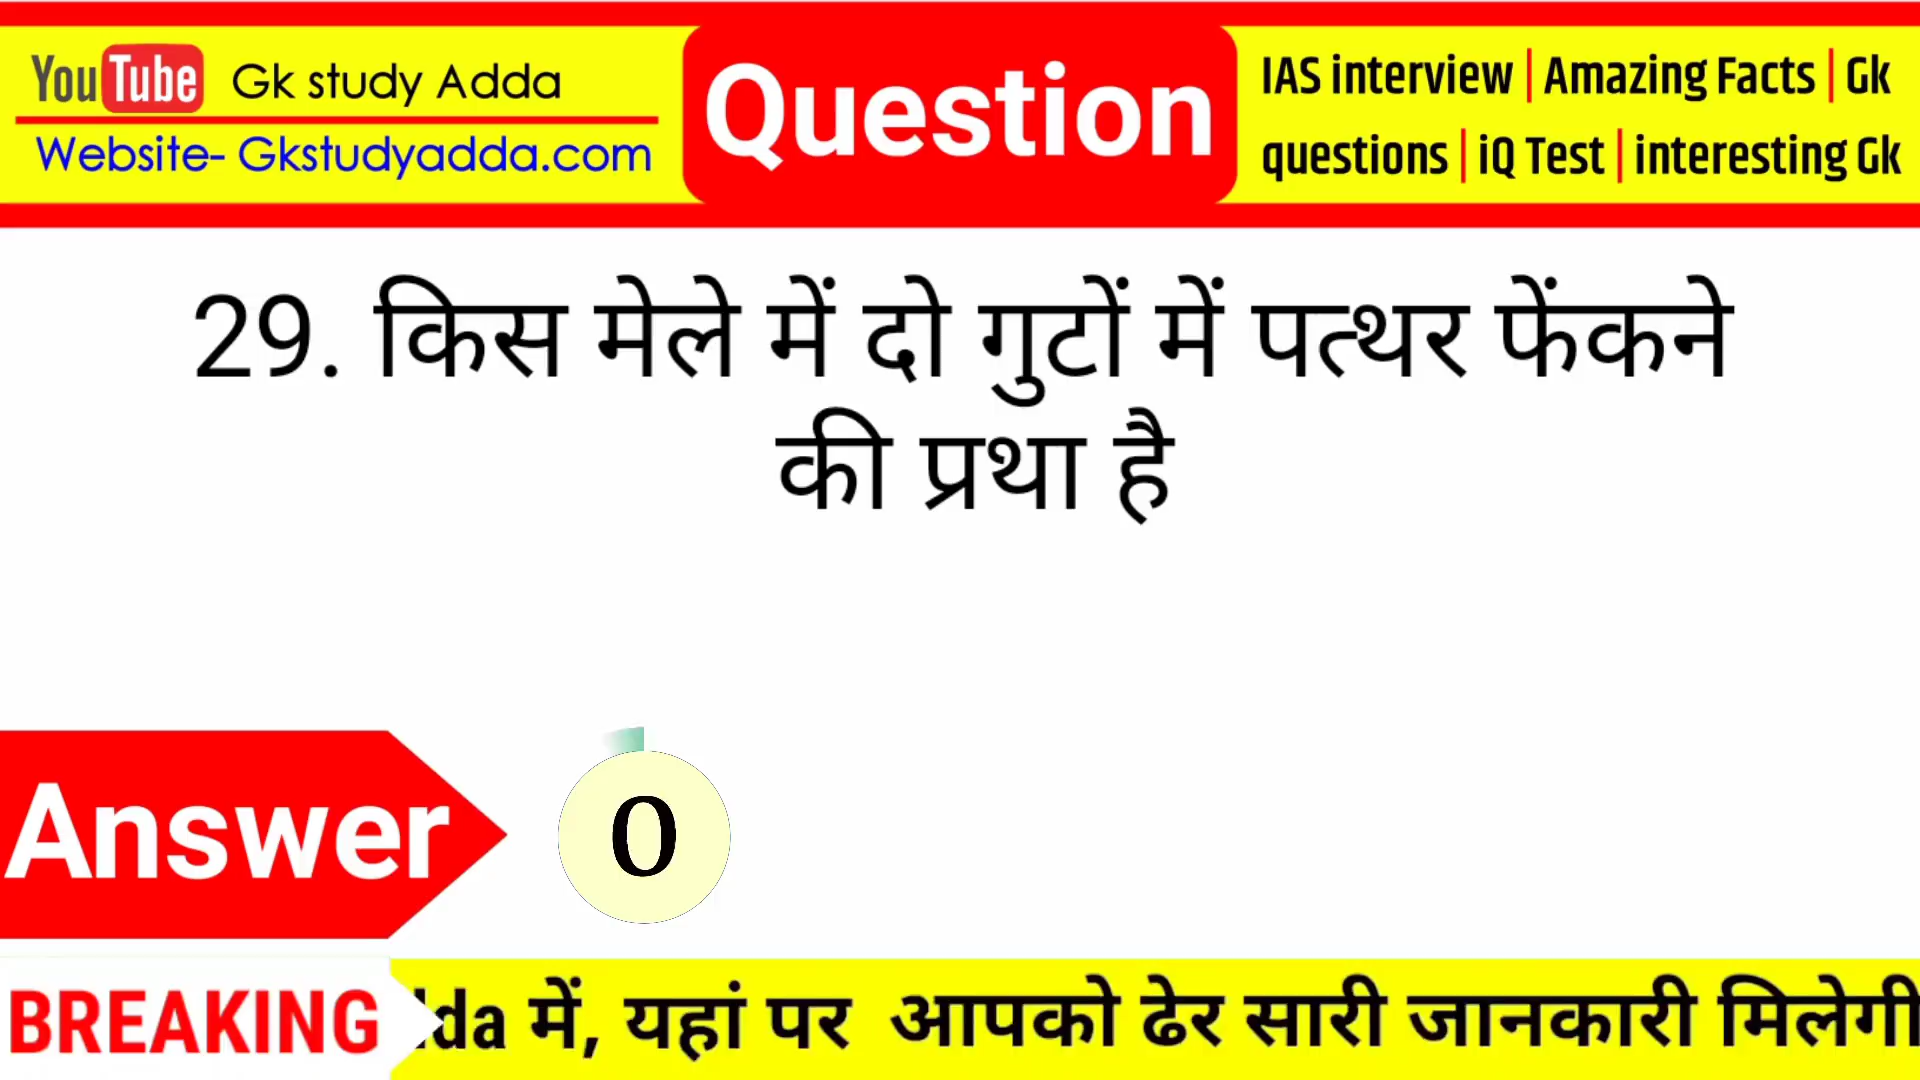 YouTube Gk study Adda
Website- Gkstudyadda.com
Question
IAS interview | Amazing Facts | Gk
questions | iQ Test | interesting Gk
29. किस मेले में दो गुटों में पत्थर फेंकने
की प्रथा है
Answer
0
BREAKING
dda में, यहां पर आपको ढेर सारी जानकारी मिलेगी